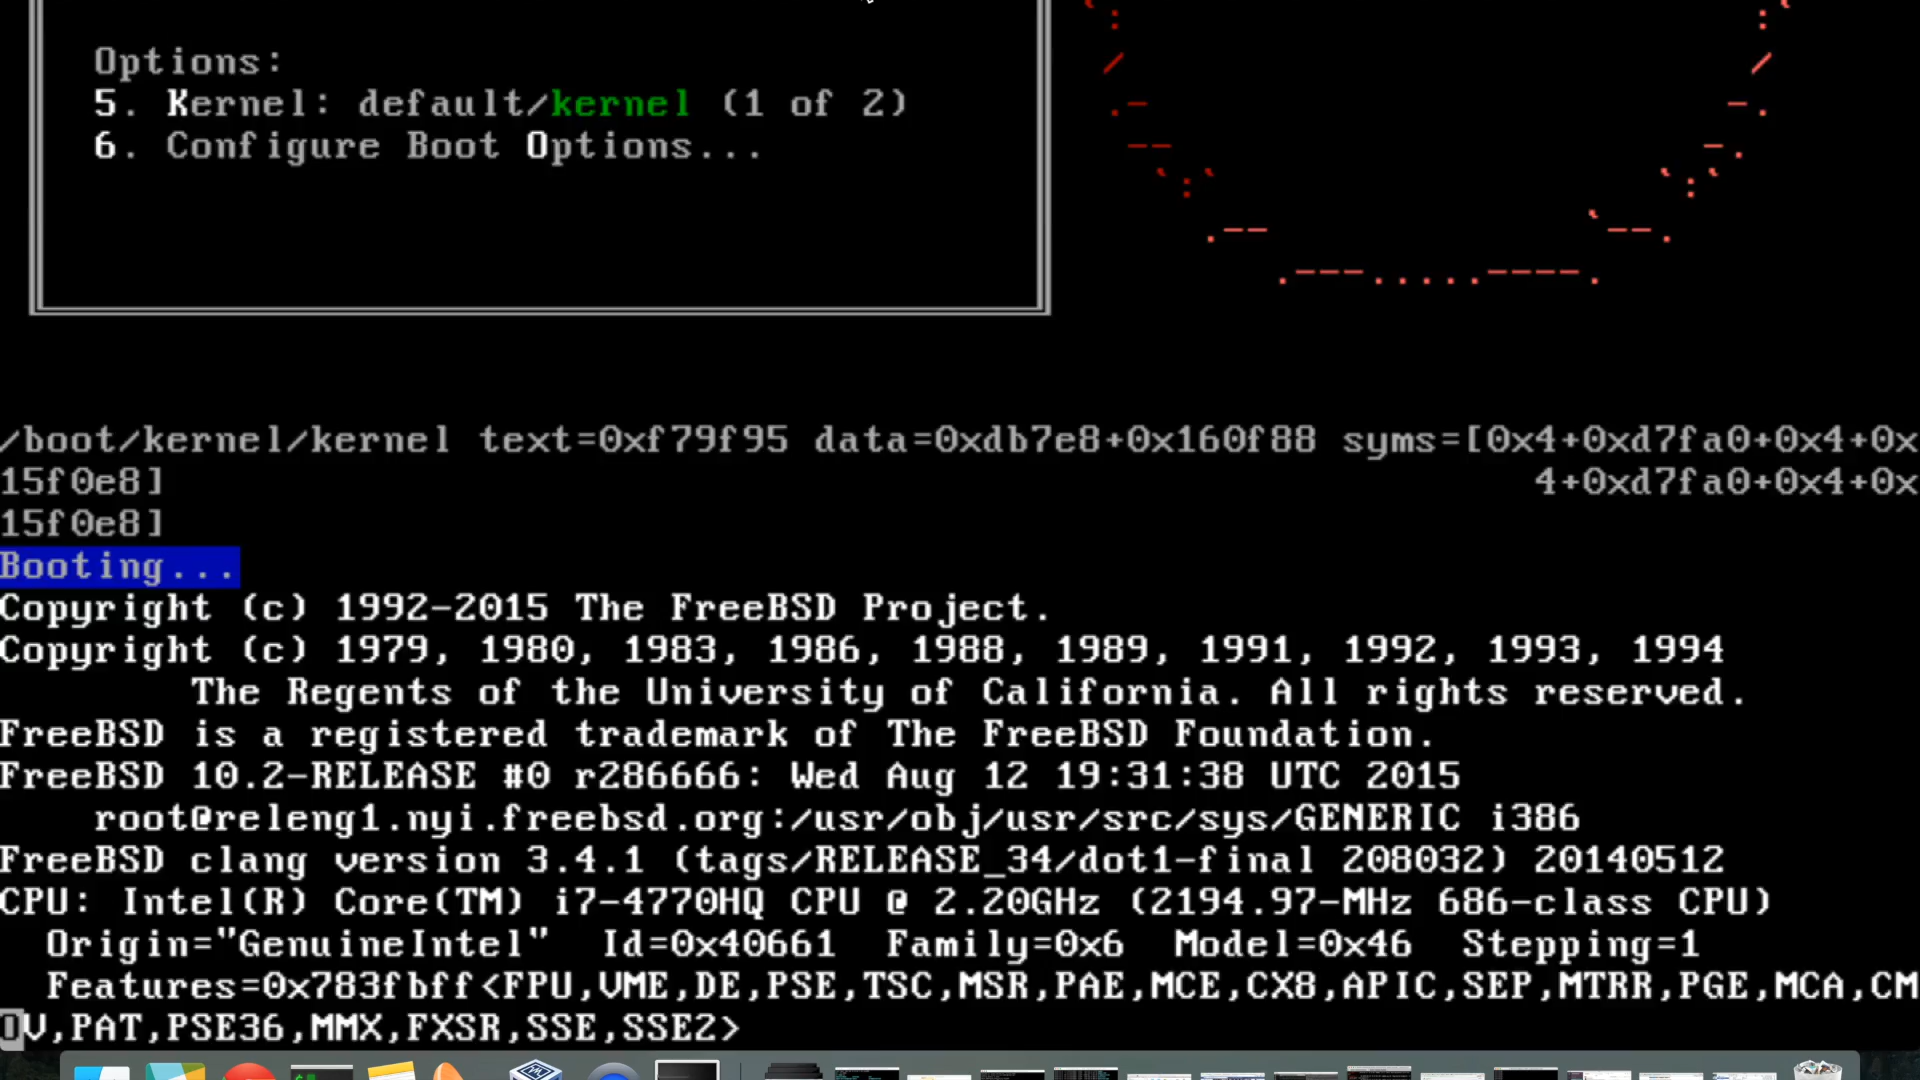 Options:
5. Kernel: default/kernel (1 of 2)
6. Configure Boot Options...
/boot/kernel/kernel text=0xf79f95 data=0xdb7e8+0x160f88 syms=[0x4+0xd7fa0+0x4+0x
15f0e8] 4+0xd7fa0+0x4+0x
15f0e8]
Booting...
Copyright (c) 1992-2015 The FreeBSD Project.
Copyright (c) 1979, 1980, 1983, 1986, 1988, 1989, 1991, 1992, 1993, 1994
The Regents of the University of California. All rights reserved.
FreeBSD is a registered trademark of The FreeBSD Foundation.
FreeBSD 10.2-RELEASE #0 r286666: Wed Aug 12 19:31:38 UTC 2015
root@releng1.nyi.freebsd.org:/usr/obj/usr/src/sys/GENERIC i386
FreeBSD clang version 3.4.1 (tags/RELEASE_34/dot1-final 208032) 20140512
CPU: Intel(R) Core(TM) i7-4770HQ CPU @ 2.20GHz (2194.97-MHz 686-class CPU)
Origin="GenuineIntel" Id=0x40661 Family=0x6 Model=0x46 Stepping=1
Features=0x783fbff<FPU,VME,DE,PSE,TSC,MSR,PAE,MCE,CX8,APIC,SEP,MTRR,PGE,MCA,CM
OV,PAT,PSE36,MMX,FXSR,SSE,SSE2>